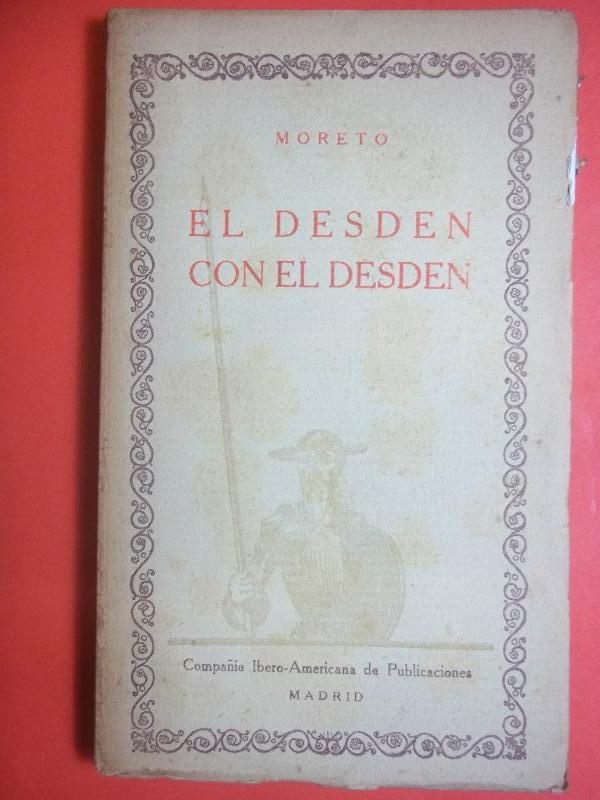 MORETO
EL DESDEN
CON EL DESDEN
Compañía Ibero-Americana de Publicaciones
MADRID